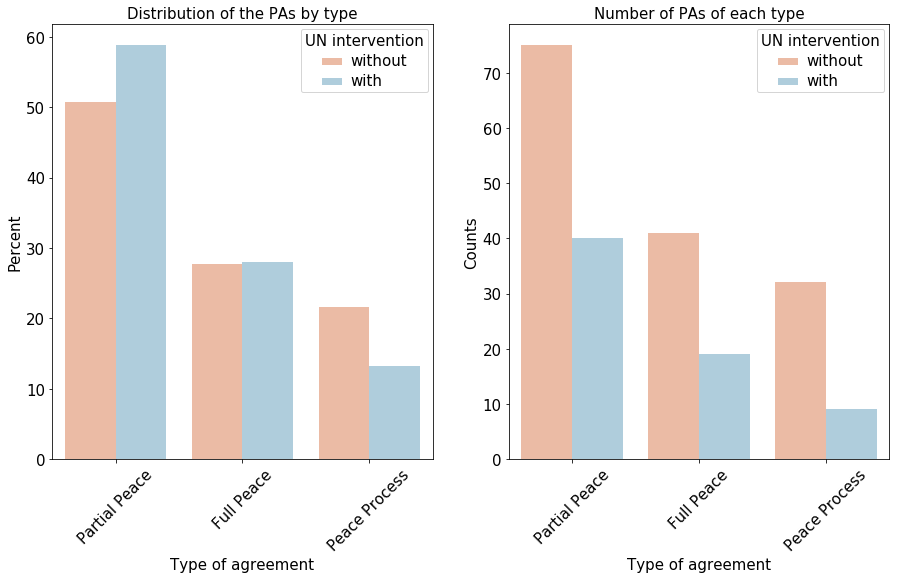 Distribution of the PAs by type
UN intervention
without
with
60
50
40
30
20
10
0
Percent
Partial Peace
Full Peace
Peace Process
Type of agreement
Number of PAs of each type
UN intervention
without
with
70
60
50
40
30
20
10
0
Counts
Partial Peace
Full Peace
Peace Process
Type of agreement